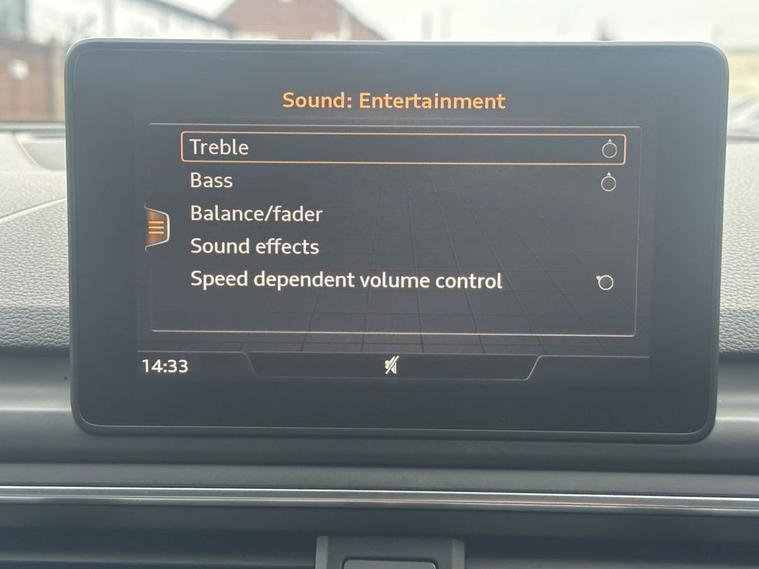 Sound: Entertainment
Treble
Bass
Balance/fader
Sound effects
Speed dependent volume control
14:33